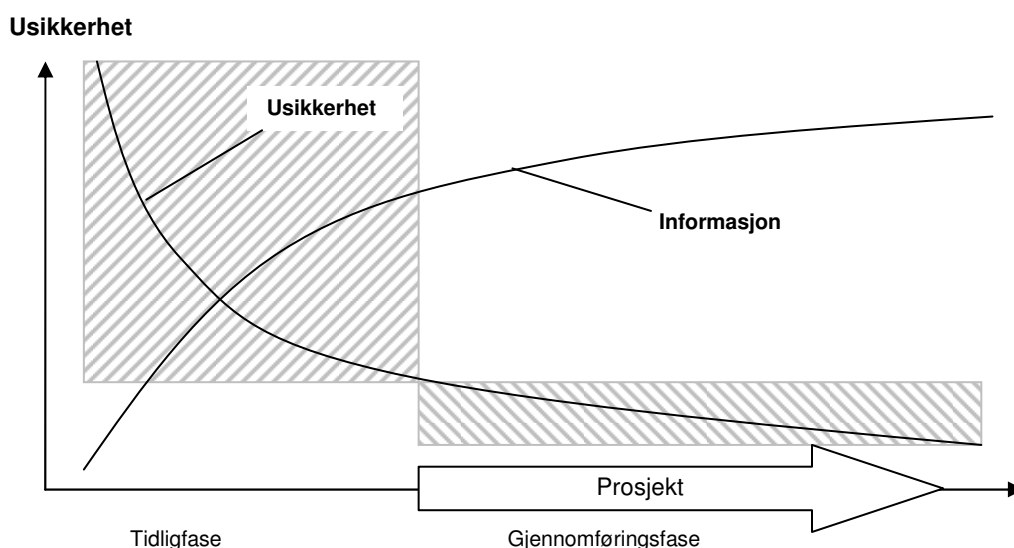 Usikkerhet
Usikkerhet
Informasjon
Prosjekt
Tidligfase
Gjennomføringsfase